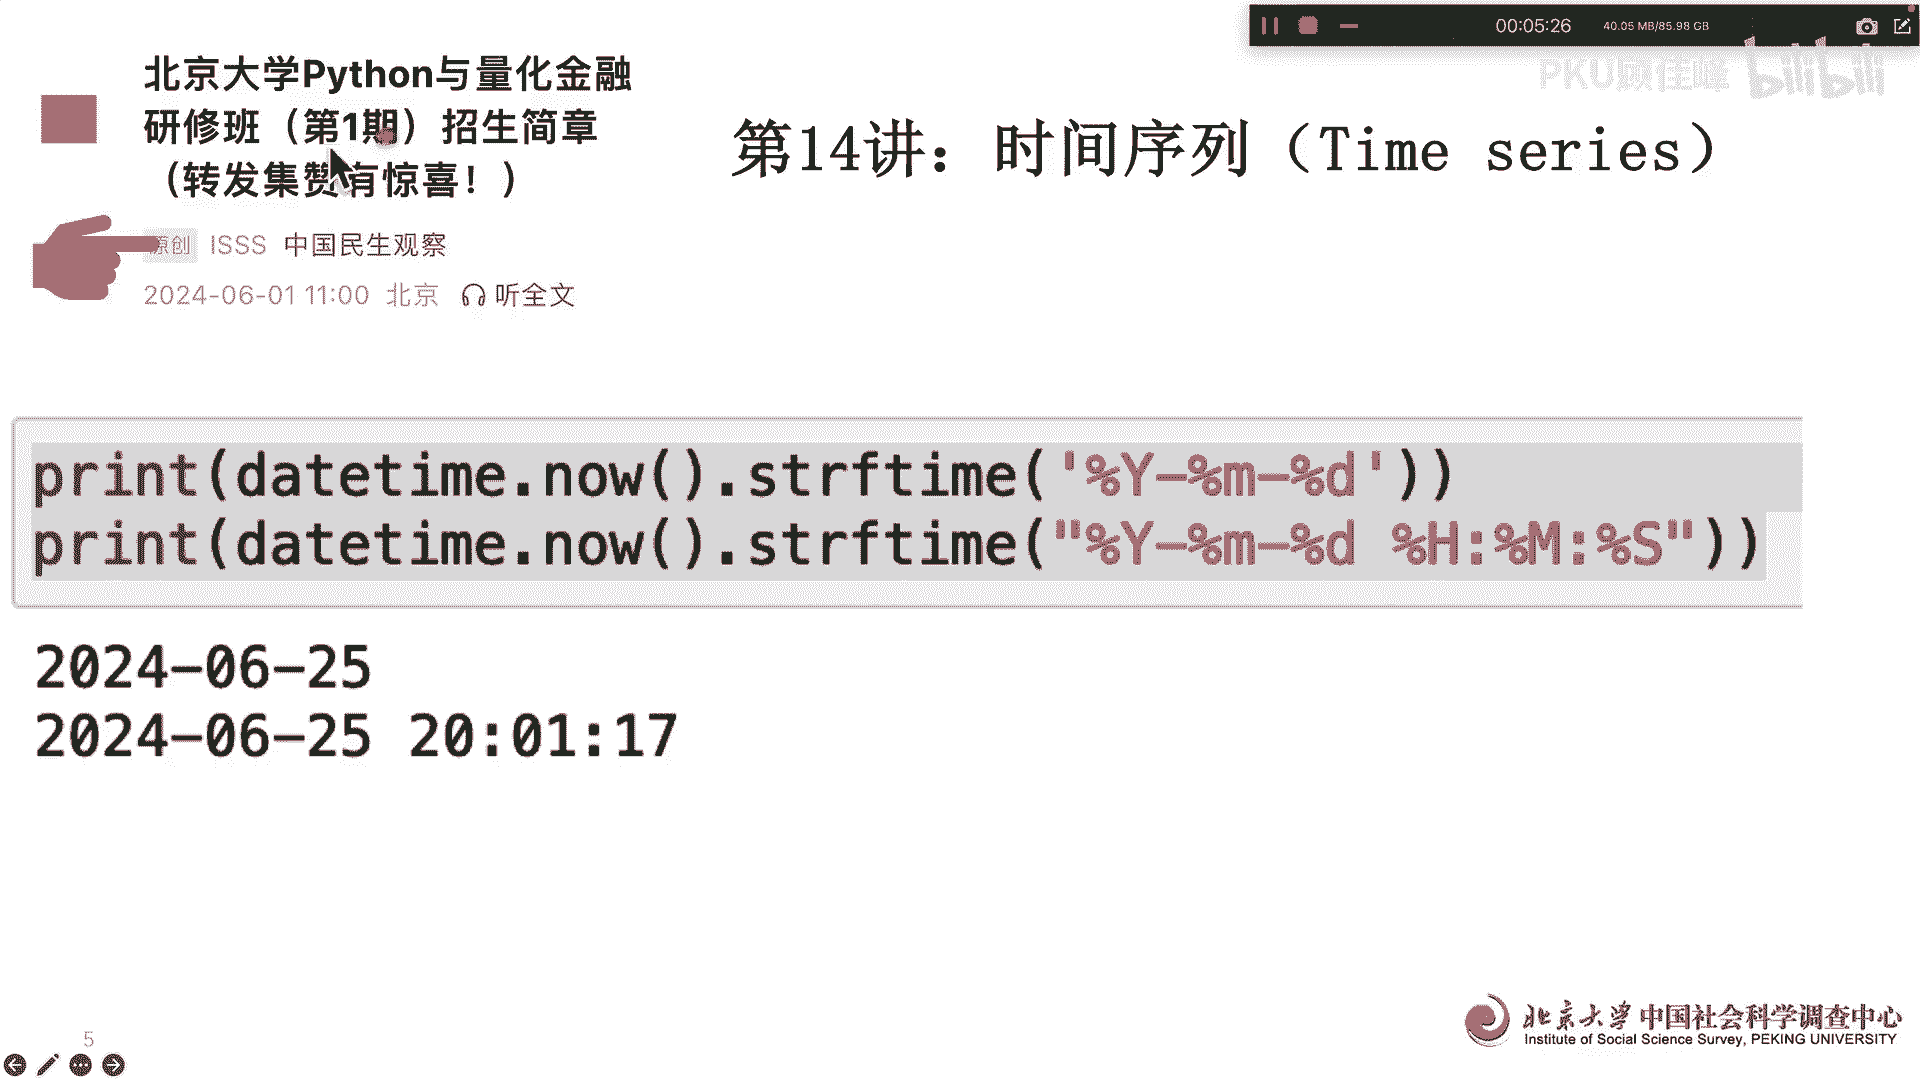 00:05:26 40.05 MB/85.98 GB
PKU顾佳峰 bilibili
北京大学Python与量化金融
研修班（第1期）招生简章
（转发集赞有惊喜！）
原创 ISSS 中国民生观察
2024-06-01 11:00 北京 听全文
第14讲：时间序列（Time series）
print(datetime.now().strftime('%Y-%m-%d'))
print(datetime.now().strftime("%Y-%m-%d %H:%M:%S"))
2024-06-25
2024-06-25 20:01:17
北京大学中国社会科学调查中心
Institute of Social Science Survey, PEKING UNIVERSITY
5